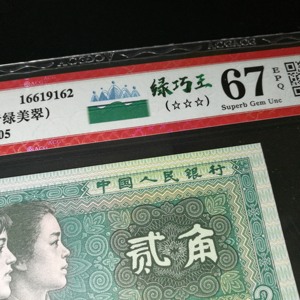 16619162
绿巧王
67
EPQ
绿美翠)
(☆☆☆)
Superb Gem Unc
05
中国人民银行
贰角